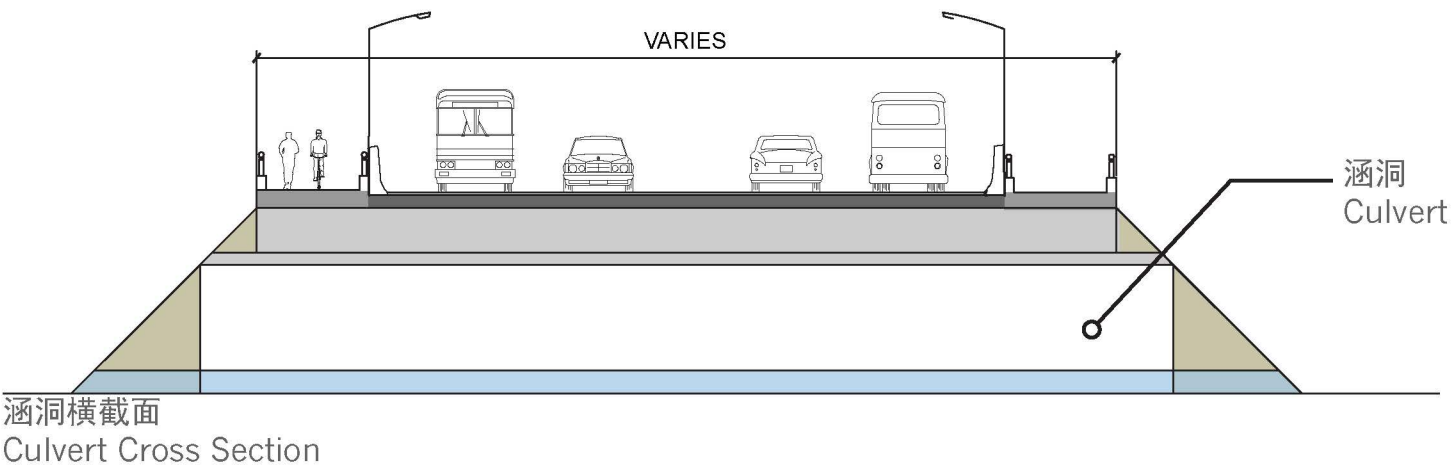 VARIES
涵洞
Culvert
涵洞横截面
Culvert Cross Section